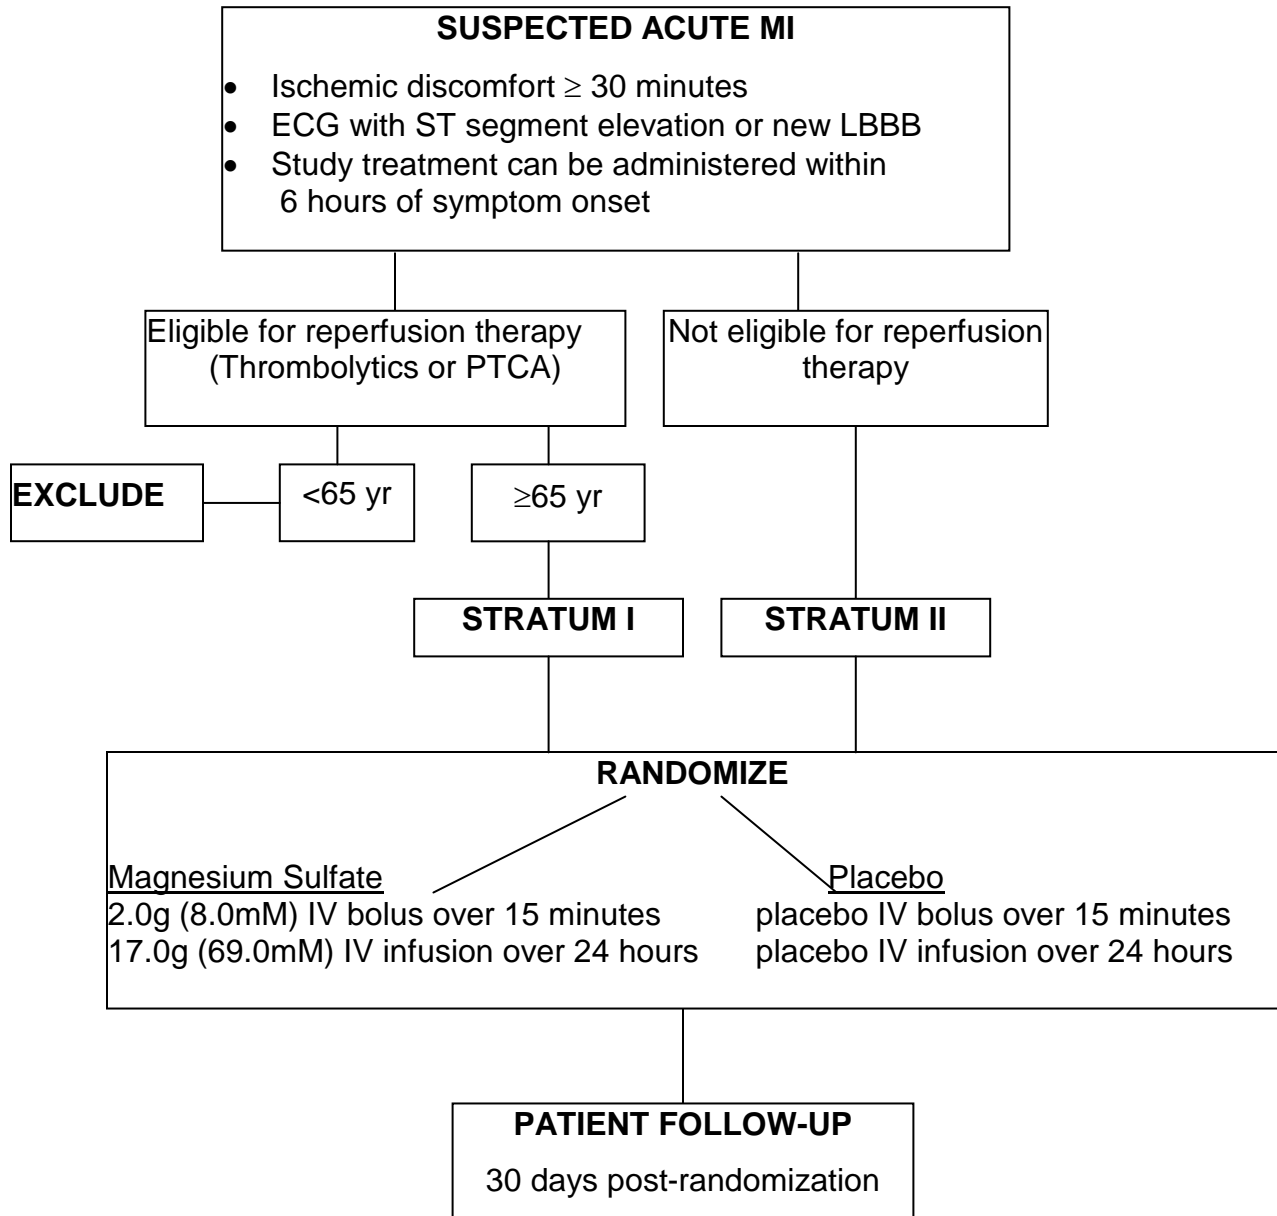 SUSPECTED ACUTE MI
• Ischemic discomfort ≥ 30 minutes
• ECG with ST segment elevation or new LBBB
• Study treatment can be administered within
6 hours of symptom onset
Eligible for reperfusion therapy
(Thrombolytics or PTCA)
Not eligible for reperfusion
therapy
EXCLUDE
<65 yr
≥65 yr
STRATUM I
STRATUM II
RANDOMIZE
Magnesium Sulfate
2.0g (8.0mM) IV bolus over 15 minutes
17.0g (69.0mM) IV infusion over 24 hours
Placebo
placebo IV bolus over 15 minutes
placebo IV infusion over 24 hours
PATIENT FOLLOW-UP
30 days post-randomization